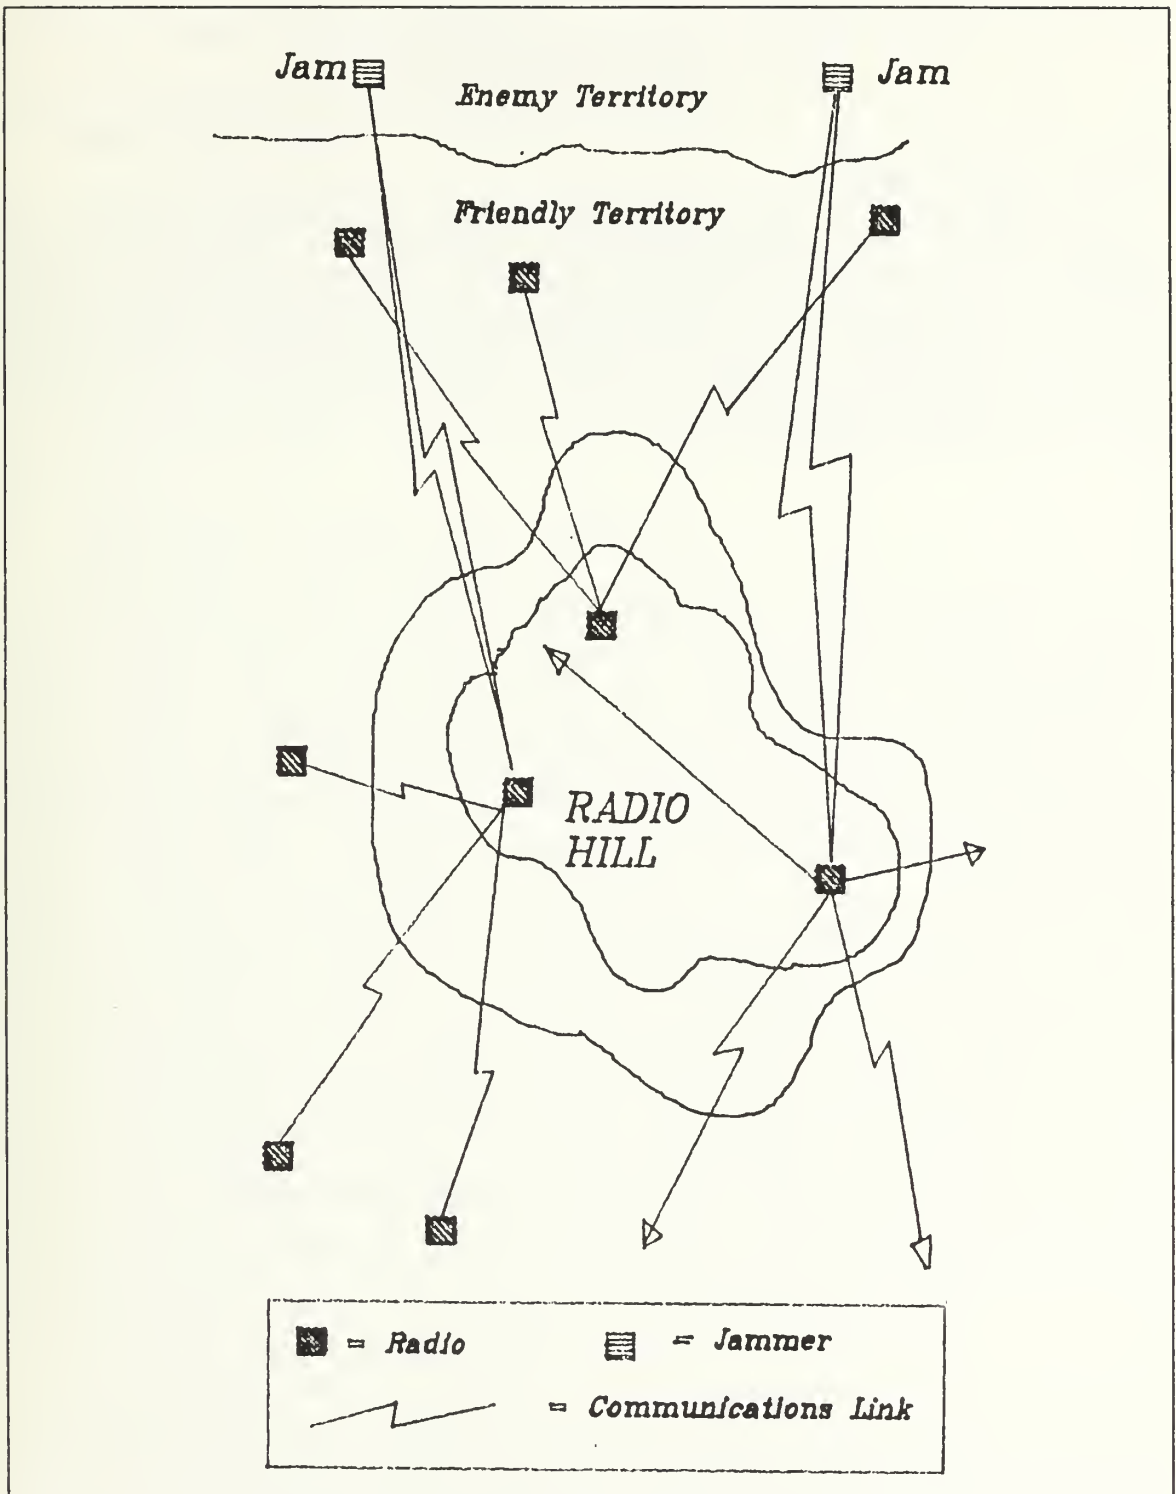 Jam
Jam
Enemy Territory
Friendly Territory
RADIO
HILL
= Radio
= Jammer
= Communications Link